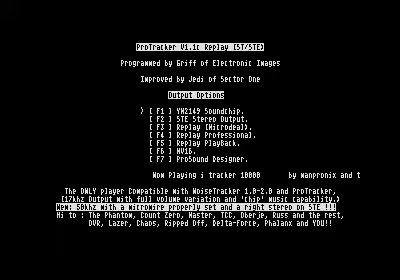 ProTracker V1.1c Replay (ST/STE)
Programmed by Griff of Electronic Images
Improved by Jedi of Sector One
Output Options
) [ F1 ] YM2149 Soundchip.
[ F2 ] STE Stereo Output.
[ F3 ] Replay (Microdeal).
[ F4 ] Replay Professional.
[ F5 ] Replay PlayBack.
[ F6 ] MV16.
[ F7 ] ProSound Designer.
Now Playing i tracker 10000 by wanpronix and t
The ONLY player Compatible with NoiseTracker 1.0-2.0 and ProTracker,
(17khz Output with full volume variation and 'chip' music capability.)
New: 50khz with a micromire properly set and a right stereo on STE !!!
Hi to : The Phantom, Count Zero, Master, TCC, Oberje, Russ and the rest,
OVR, Lazer, Chaos, Ripped Off, Delta-Force, Phalanx and YOU!!